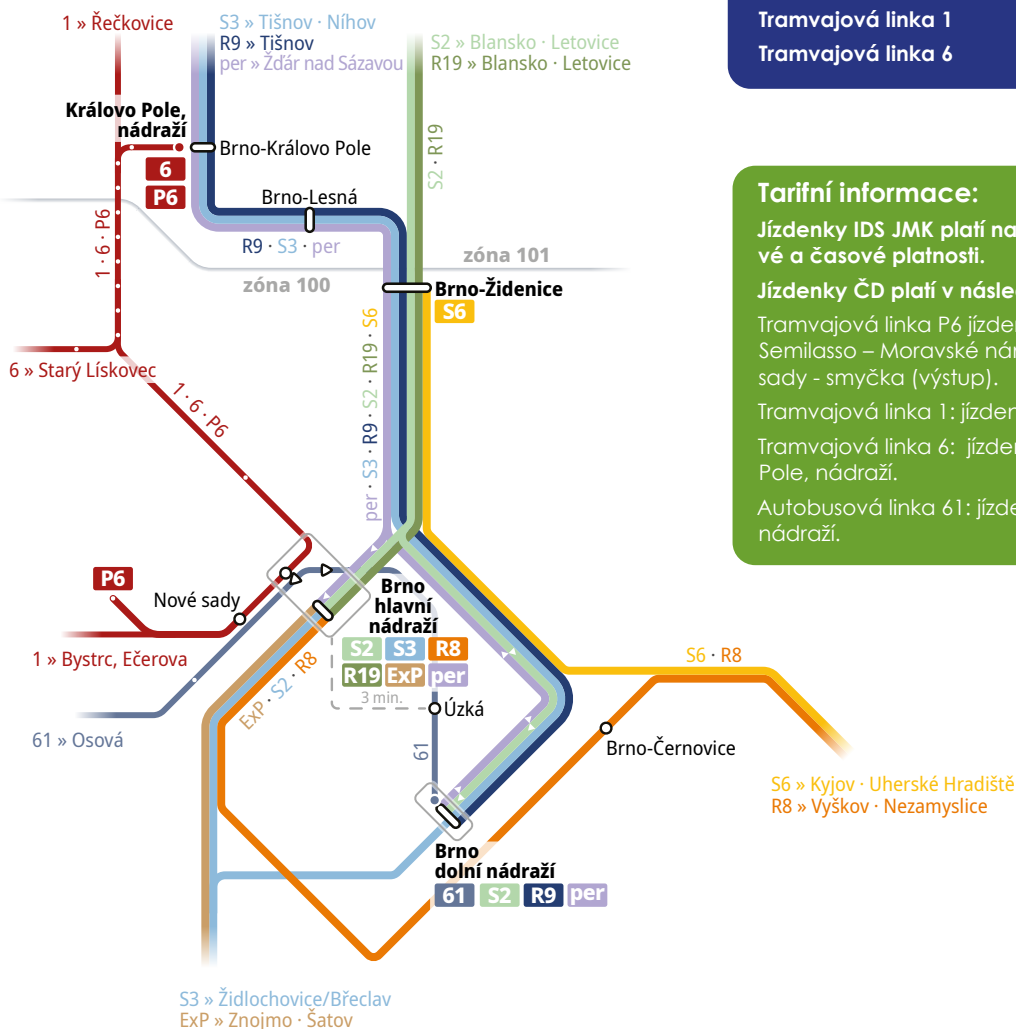 1 » Řečkovice
S3 » Tišnov · Níhov
R9 » Tišnov
per » Žďár nad Sázavou
S2 » Blansko · Letovice
R19 » Blansko · Letovice
Tramvajová linka 1
Tramvajová linka 6
Královo Pole,
nádraží
6
P6
Brno-Královo Pole
S2 · R19
Brno-Lesná
1 · 6 · P6
R9 · S3 · per
zóna 101
zóna 100
Brno-Židenice
S6
Tarifní informace:
Jízdenky IDS JMK platí na
vé a časové platnosti.
Jízdenky ČD platí v násle
Tramvajová linka P6 jízden
Semilasso – Moravské nám
sady - smyčka (výstup).
Tramvajová linka 1: jízden
Tramvajová linka 6: jízden
Pole, nádraží.
Autobusová linka 61: jízde
nádraží.
6 » Starý Lískovec
1 · 6 · P6
per · S3 · R9 · S2 · R19 · S6
P6
Nové sady
1 » Bystrc, Ečerova
61 » Osová
Brno
hlavní
nádraží
S2 S3 R8
R19 ExP per
3 min.
Úzká
ExP · S2 · R8
61
S6 · R8
Brno-Černovice
S6 » Kyjov · Uherské Hradiště
R8 » Vyškov · Nezamyslice
Brno
dolní nádraží
61 S2 R9 per
S3 » Židlochovice/Břeclav
ExP » Znojmo · Šatov